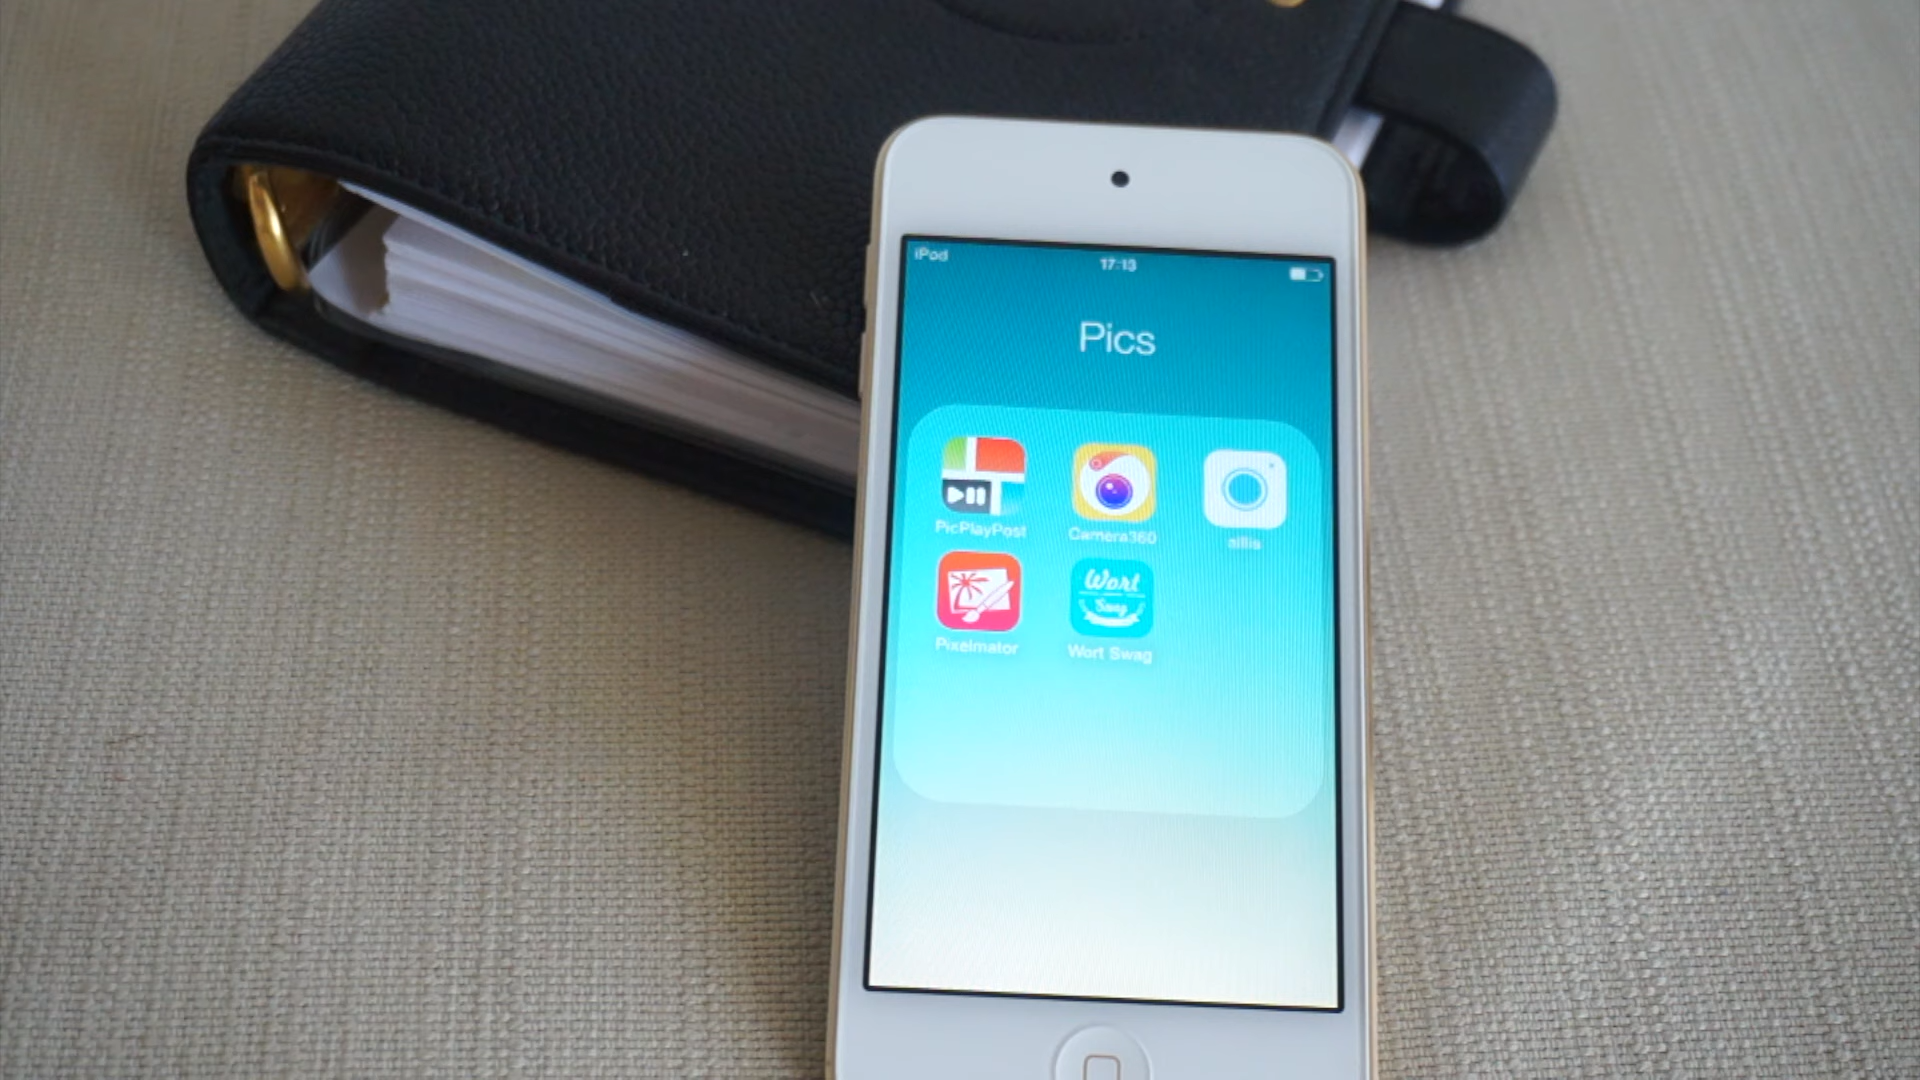 iPod 17:13
Pics
PicPlayPost Camera360
Wort
Swag
Pixelmator Wort Swag